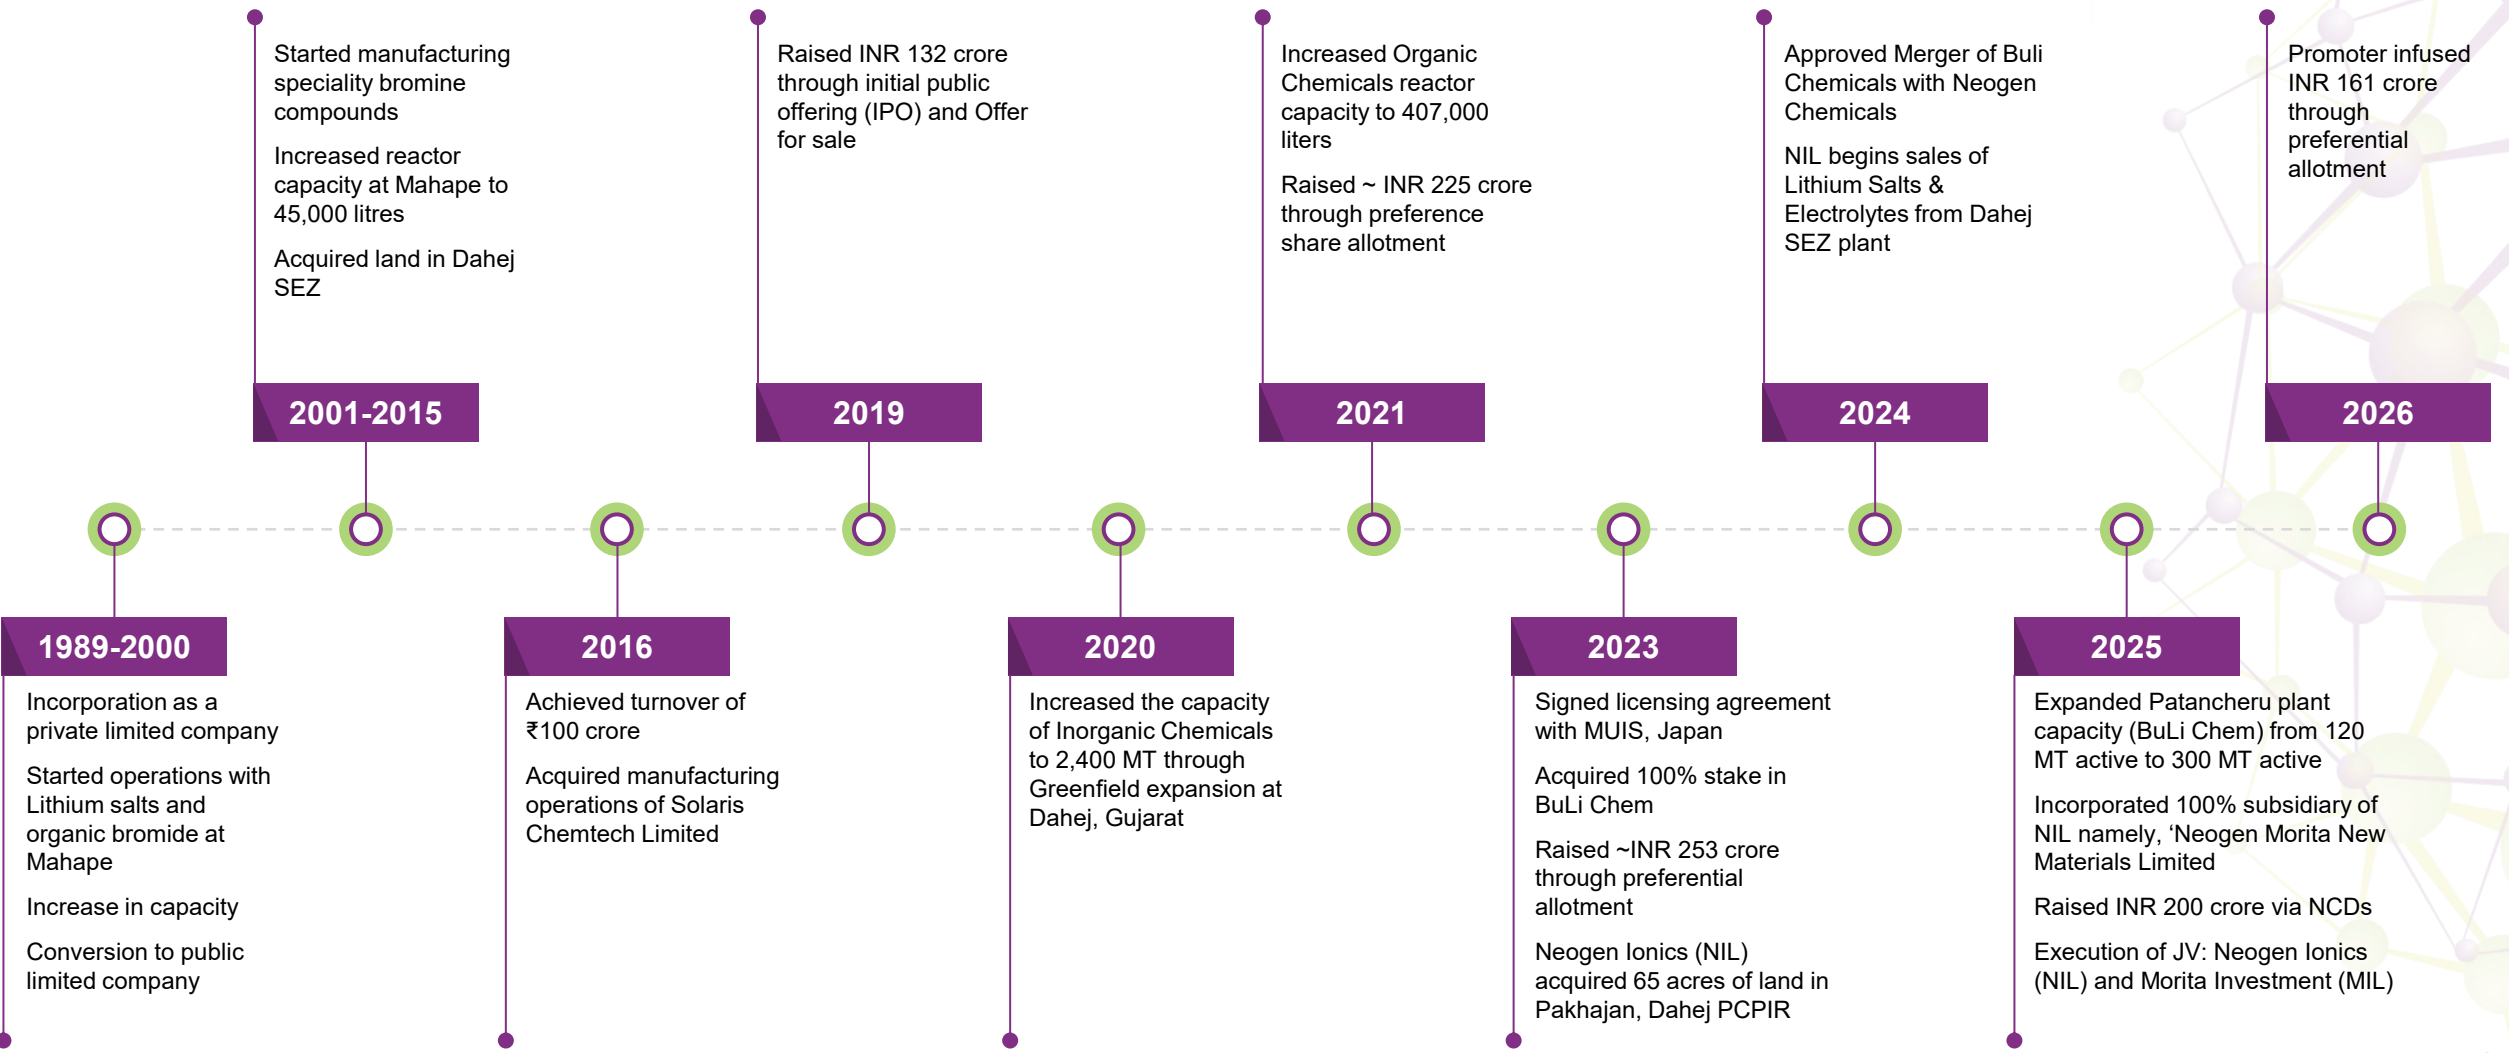 Started manufacturing
speciality bromine
compounds
Increased reactor
capacity at Mahape to
45,000 litres
Acquired land in Dahej
SEZ
2001-2015
Raised INR 132 crore
through initial public
offering (IPO) and Offer
for sale
2019
Increased Organic
Chemicals reactor
capacity to 407,000
liters
Raised ~ INR 225 crore
through preference
share allotment
2021
Approved Merger of Buli
Chemicals with Neogen
Chemicals
NIL begins sales of
Lithium Salts &
Electrolytes from Dahej
SEZ plant
2024
Promoter infused
INR 161 crore
through
preferential
allotment
2026
1989-2000
Incorporation as a
private limited company
Started operations with
Lithium salts and
organic bromide at
Mahape
Increase in capacity
Conversion to public
limited company
2016
Achieved turnover of
₹100 crore
Acquired manufacturing
operations of Solaris
Chemtech Limited
2020
Increased the capacity
of Inorganic Chemicals
to 2,400 MT through
Greenfield expansion at
Dahej, Gujarat
2023
Signed licensing agreement
with MUIS, Japan
Acquired 100% stake in
BuLi Chem
Raised ~INR 253 crore
through preferential
allotment
Neogen Ionics (NIL)
acquired 65 acres of land in
Pakhajan, Dahej PCPIR
2025
Expanded Patancheru plant
capacity (BuLi Chem) from 120
MT active to 300 MT active
Incorporated 100% subsidiary of
NIL namely, ‘Neogen Morita New
Materials Limited
Raised INR 200 crore via NCDs
Execution of JV: Neogen Ionics
(NIL) and Morita Investment (MIL)